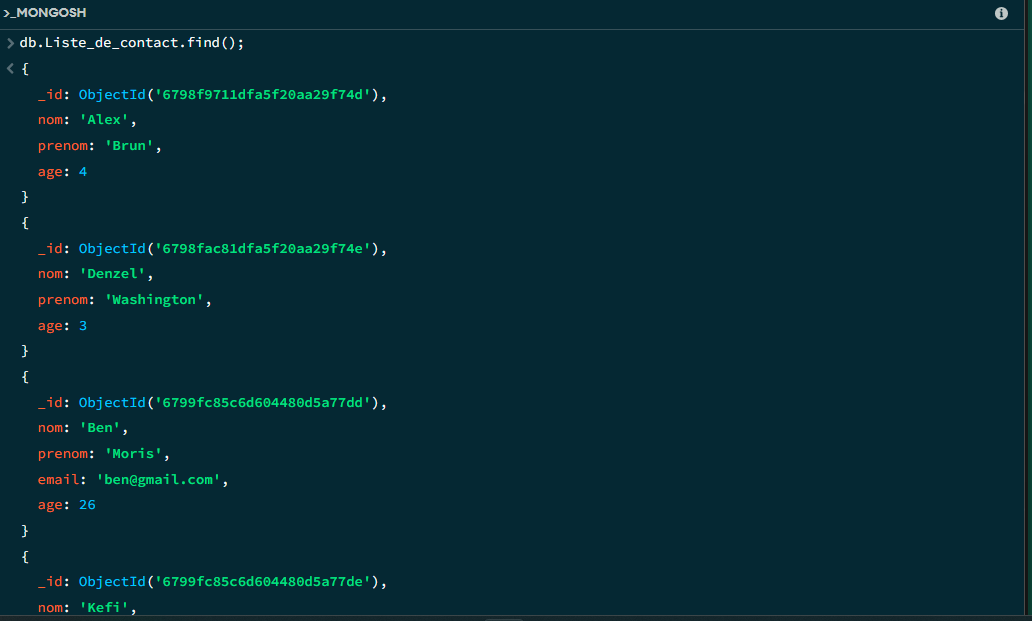 >_MONGOSH
> db.Liste_de_contact.find();
< {
_id: ObjectId('6798f9711dfa5f20aa29f74d'),
nom: 'Alex',
prenom: 'Brun',
age: 4
}
{
_id: ObjectId('6798fac81dfa5f20aa29f74e'),
nom: 'Denzel',
prenom: 'Washington',
age: 3
}
{
_id: ObjectId('6799fc85c6d604480d5a77dd'),
nom: 'Ben',
prenom: 'Moris',
email: 'ben@gmail.com',
age: 26
}
{
_id: ObjectId('6799fc85c6d604480d5a77de'),
nom: 'Kefi',